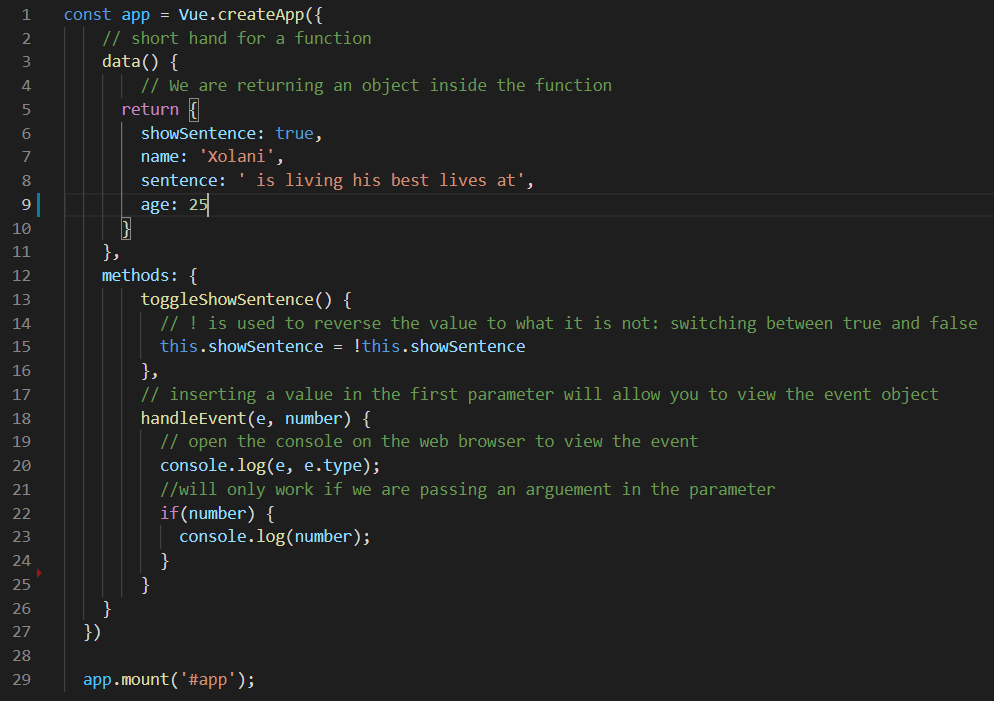 1 const app = Vue.createApp({
2 // short hand for a function
3 data() {
4 // We are returning an object inside the function
5 return {
6 showSentence: true,
7 name: 'Xolani',
8 sentence: ' is living his best lives at',
9 age: 25
10 }
11 },
12 methods: {
13 toggleShowSentence() {
14 // ! is used to reverse the value to what it is not: switching between true and false
15 this.showSentence = !this.showSentence
16 },
17 // inserting a value in the first parameter will allow you to view the event object
18 handleEvent(e, number) {
19 // open the console on the web browser to view the event
20 console.log(e, e.type);
21 //will only work if we are passing an arguement in the parameter
22 if(number) {
23 console.log(number);
24 }
25 }
26 }
27 })
28
29 app.mount('#app');